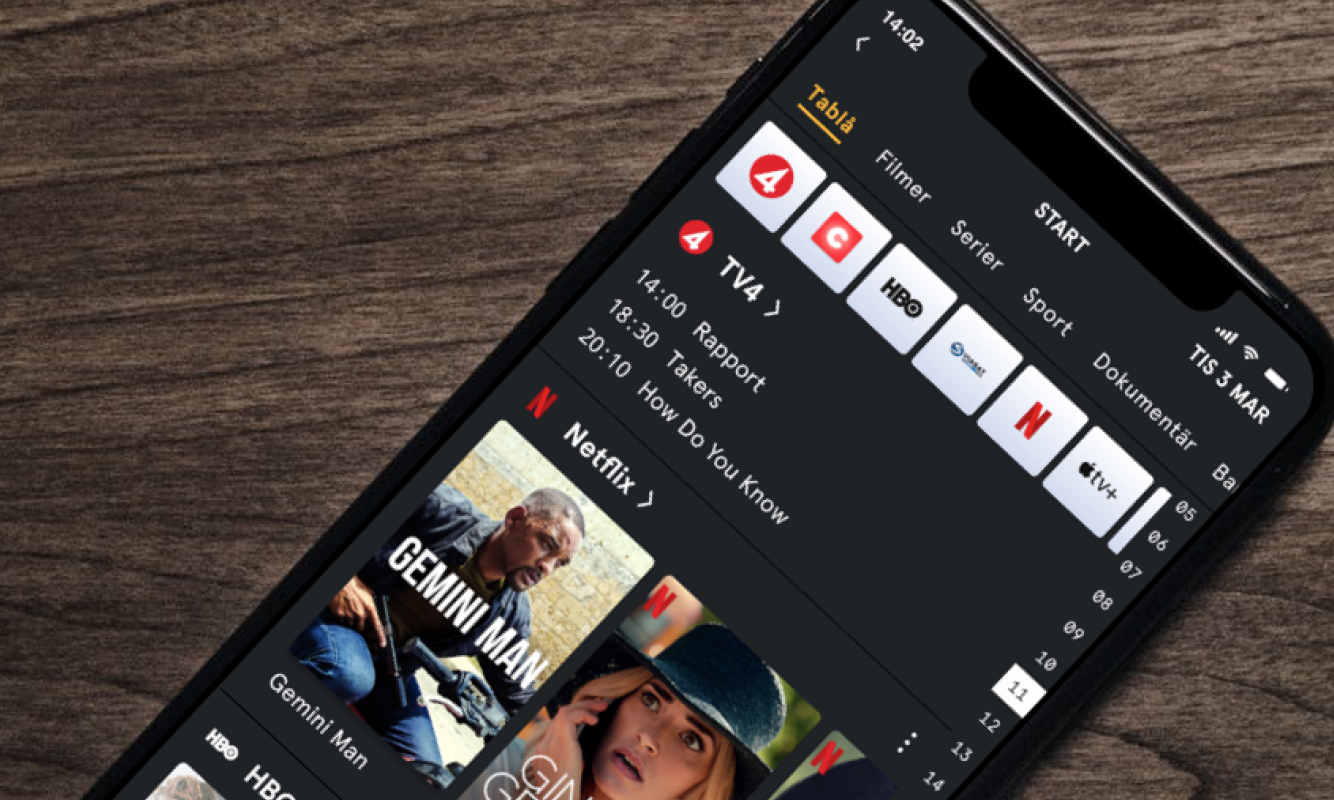 14:02
START
TIS 3 MAR
Tablå
Filmer
Serier
Sport
Dokumentär
Ba
4
C
HBO
VIASAT
N
tv+
4
TV4
14:00 Rapport
18:30 Takers
20:10 How Do You Know
N
Netflix
GEMINI MAN
Gemini Man
N
N
HBO
HBO
05
06
07
08
09
10
11
12
13
14